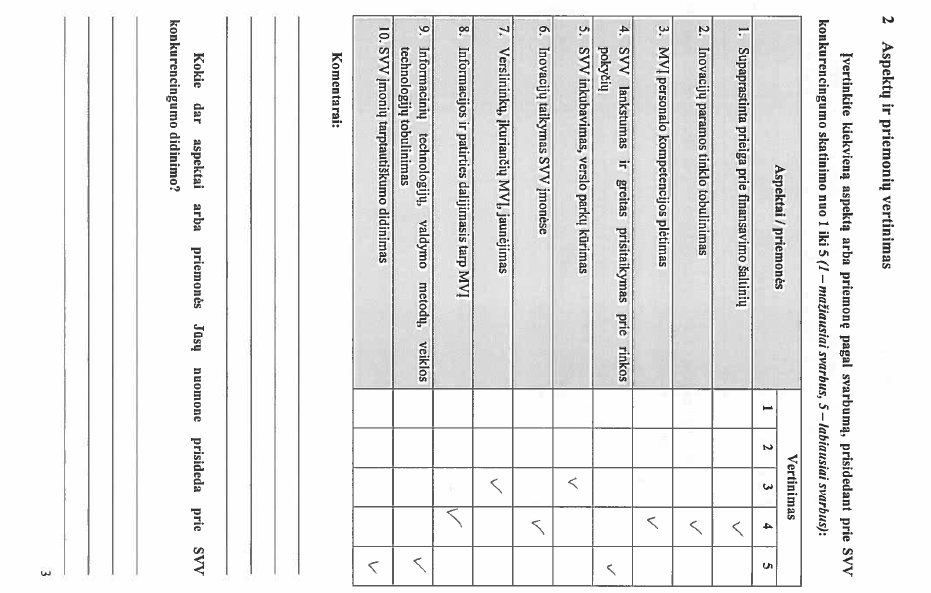 2 Aspektų ir priemonių vertinimas
Įvertinkite kiekvieną aspektą arba priemonę pagal svarbumą, prisidedant prie SVV
konkurencingumo skatinimo nuo 1 iki 5 (1 – mažiausiai svarbus, 5 – labiausiai svarbus):
Aspektai / priemonės
Vertinimas
1 2 3 4 5
1. Supaprastinta prieiga prie finansavimo šaltinių
2. Inovacijų paramos tinklo tobulinimas
3. MVĮ personalo kompetencijos plėtimas
4. SVV lankstumas ir greitas prisitaikymas prie rinkos
pokyčių
5. SVV inkubavimas, verslo parkų kūrimas
6. Inovacijų taikymas SVV įmonėse
7. Verslininkų, įkuriančių MVĮ, jaunėjimas
8. Informacijos ir patirties dalijimasis tarp MVĮ
9. Informacinių technologijų, valdymo metodų, veiklos
technologijų tobulinimas
10. SVV įmonių tarptautiškumo didinimas
Komentarai:
Kokie dar aspektai arba priemonės Jūsų nuomone prisideda prie SVV
konkurencingumo didinimo?
3